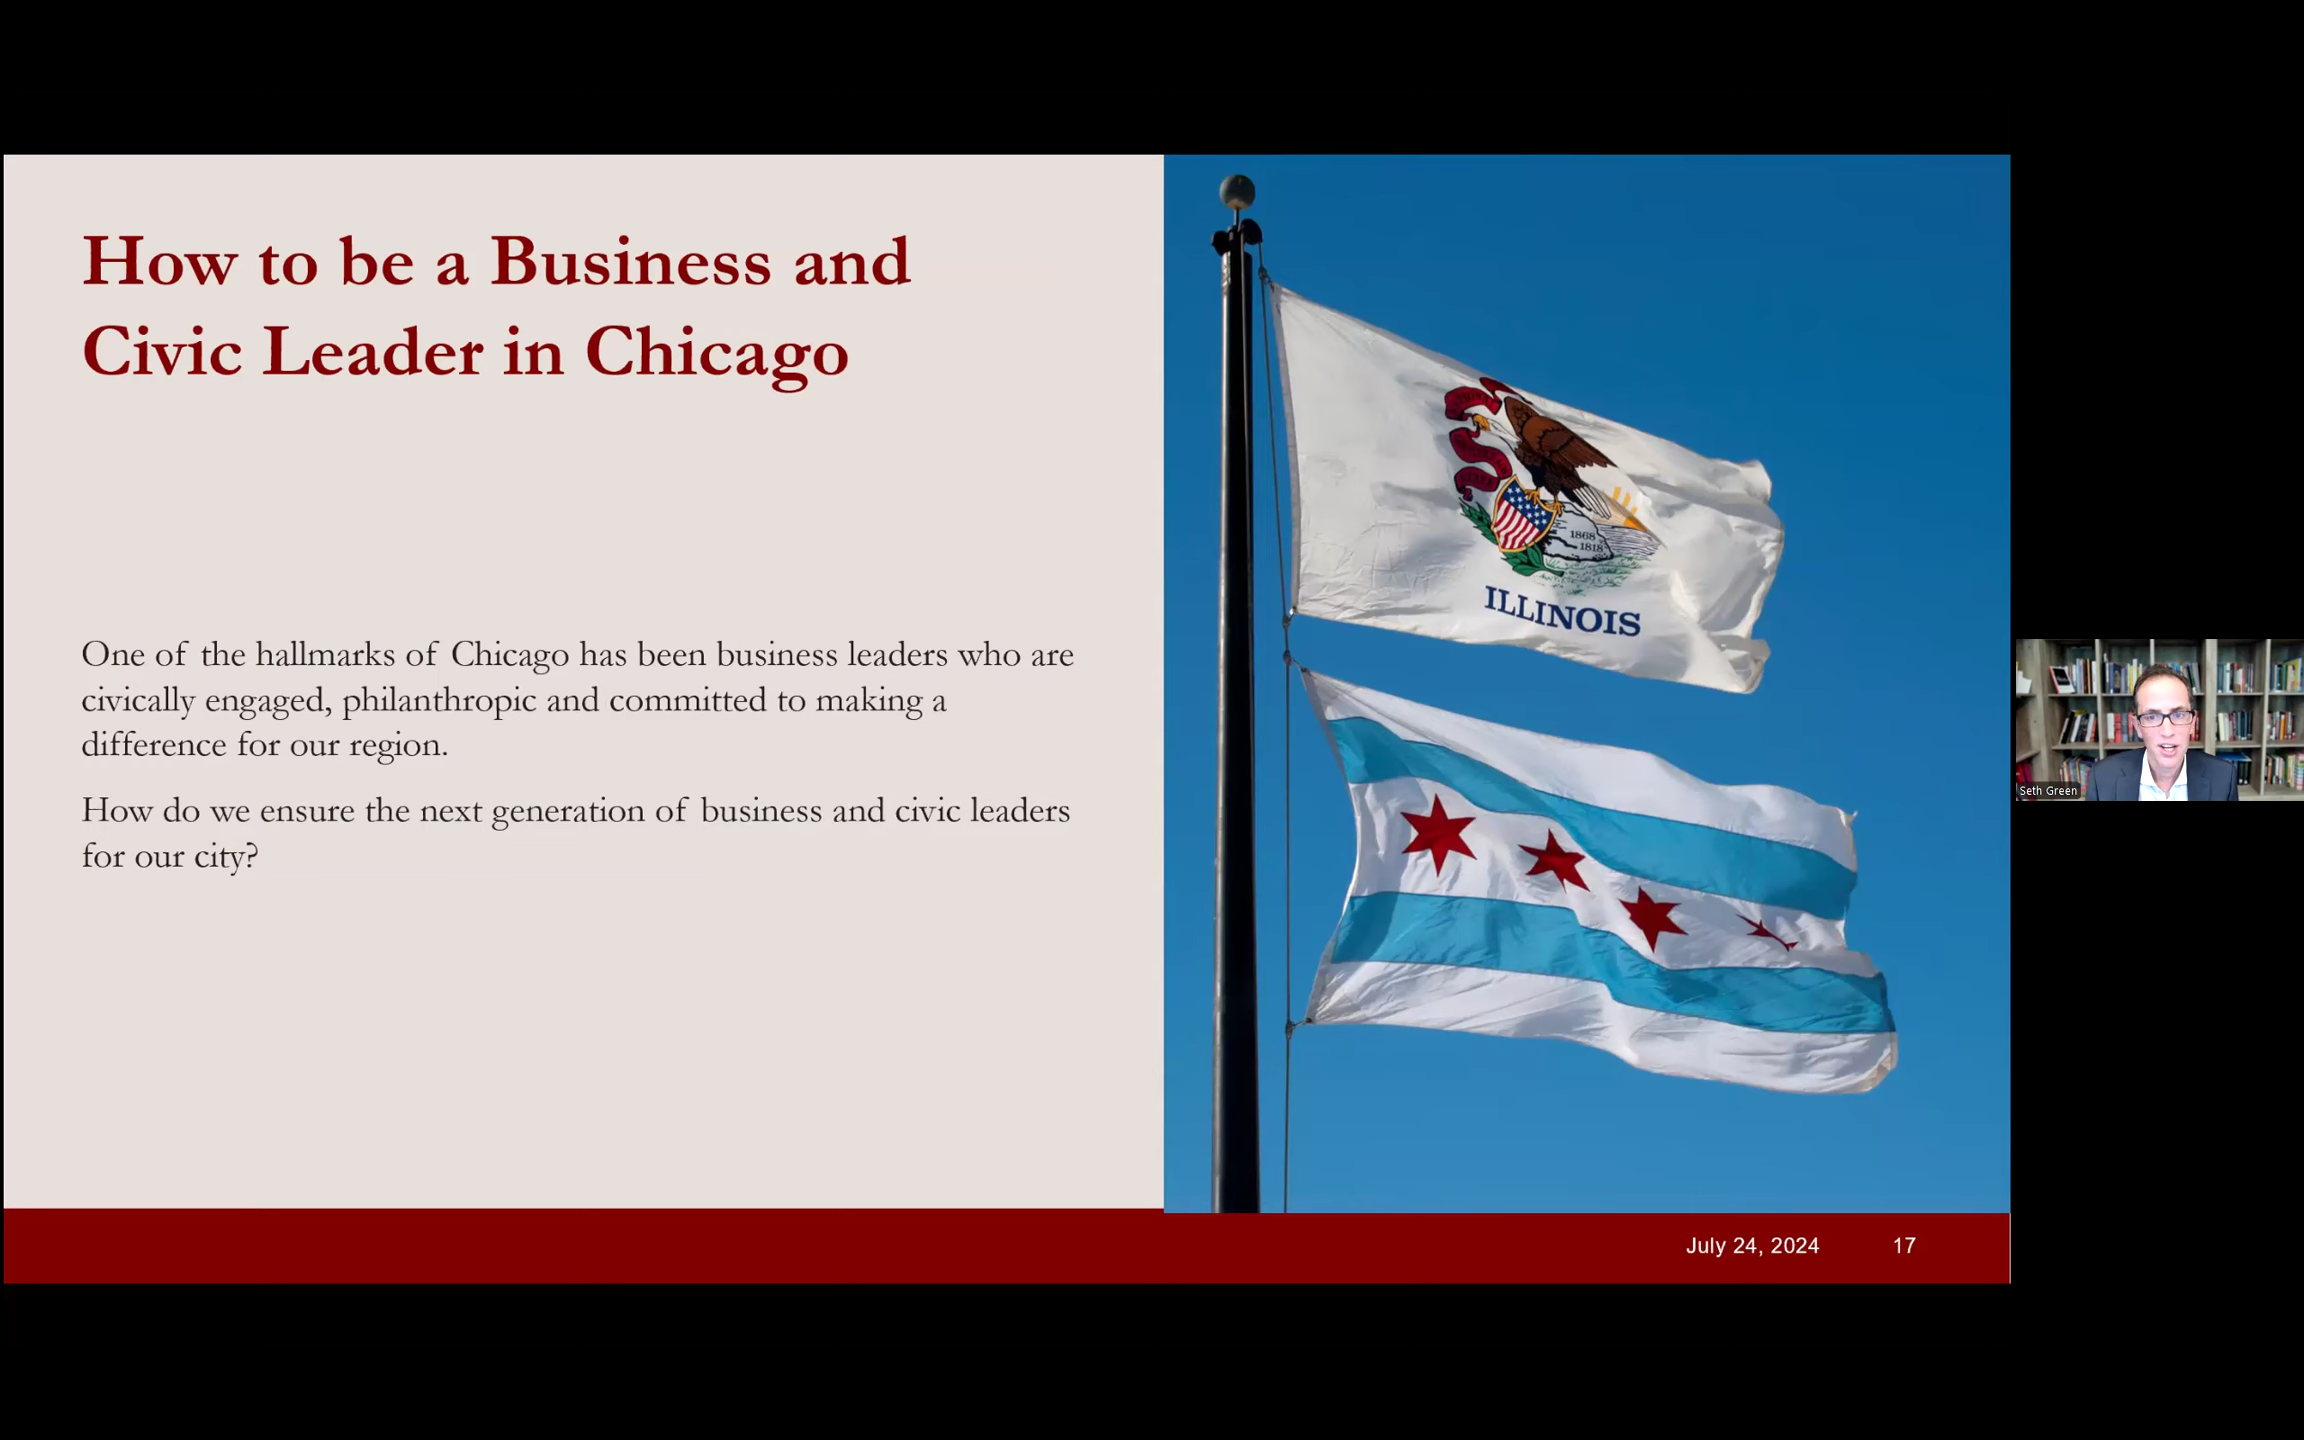 How to be a Business and
Civic Leader in Chicago
One of the hallmarks of Chicago has been business leaders who are
civically engaged, philanthropic and committed to making a
difference for our region.
How do we ensure the next generation of business and civic leaders
for our city?
1868
1818
ILLINOIS
Seth Green
July 24, 2024
17